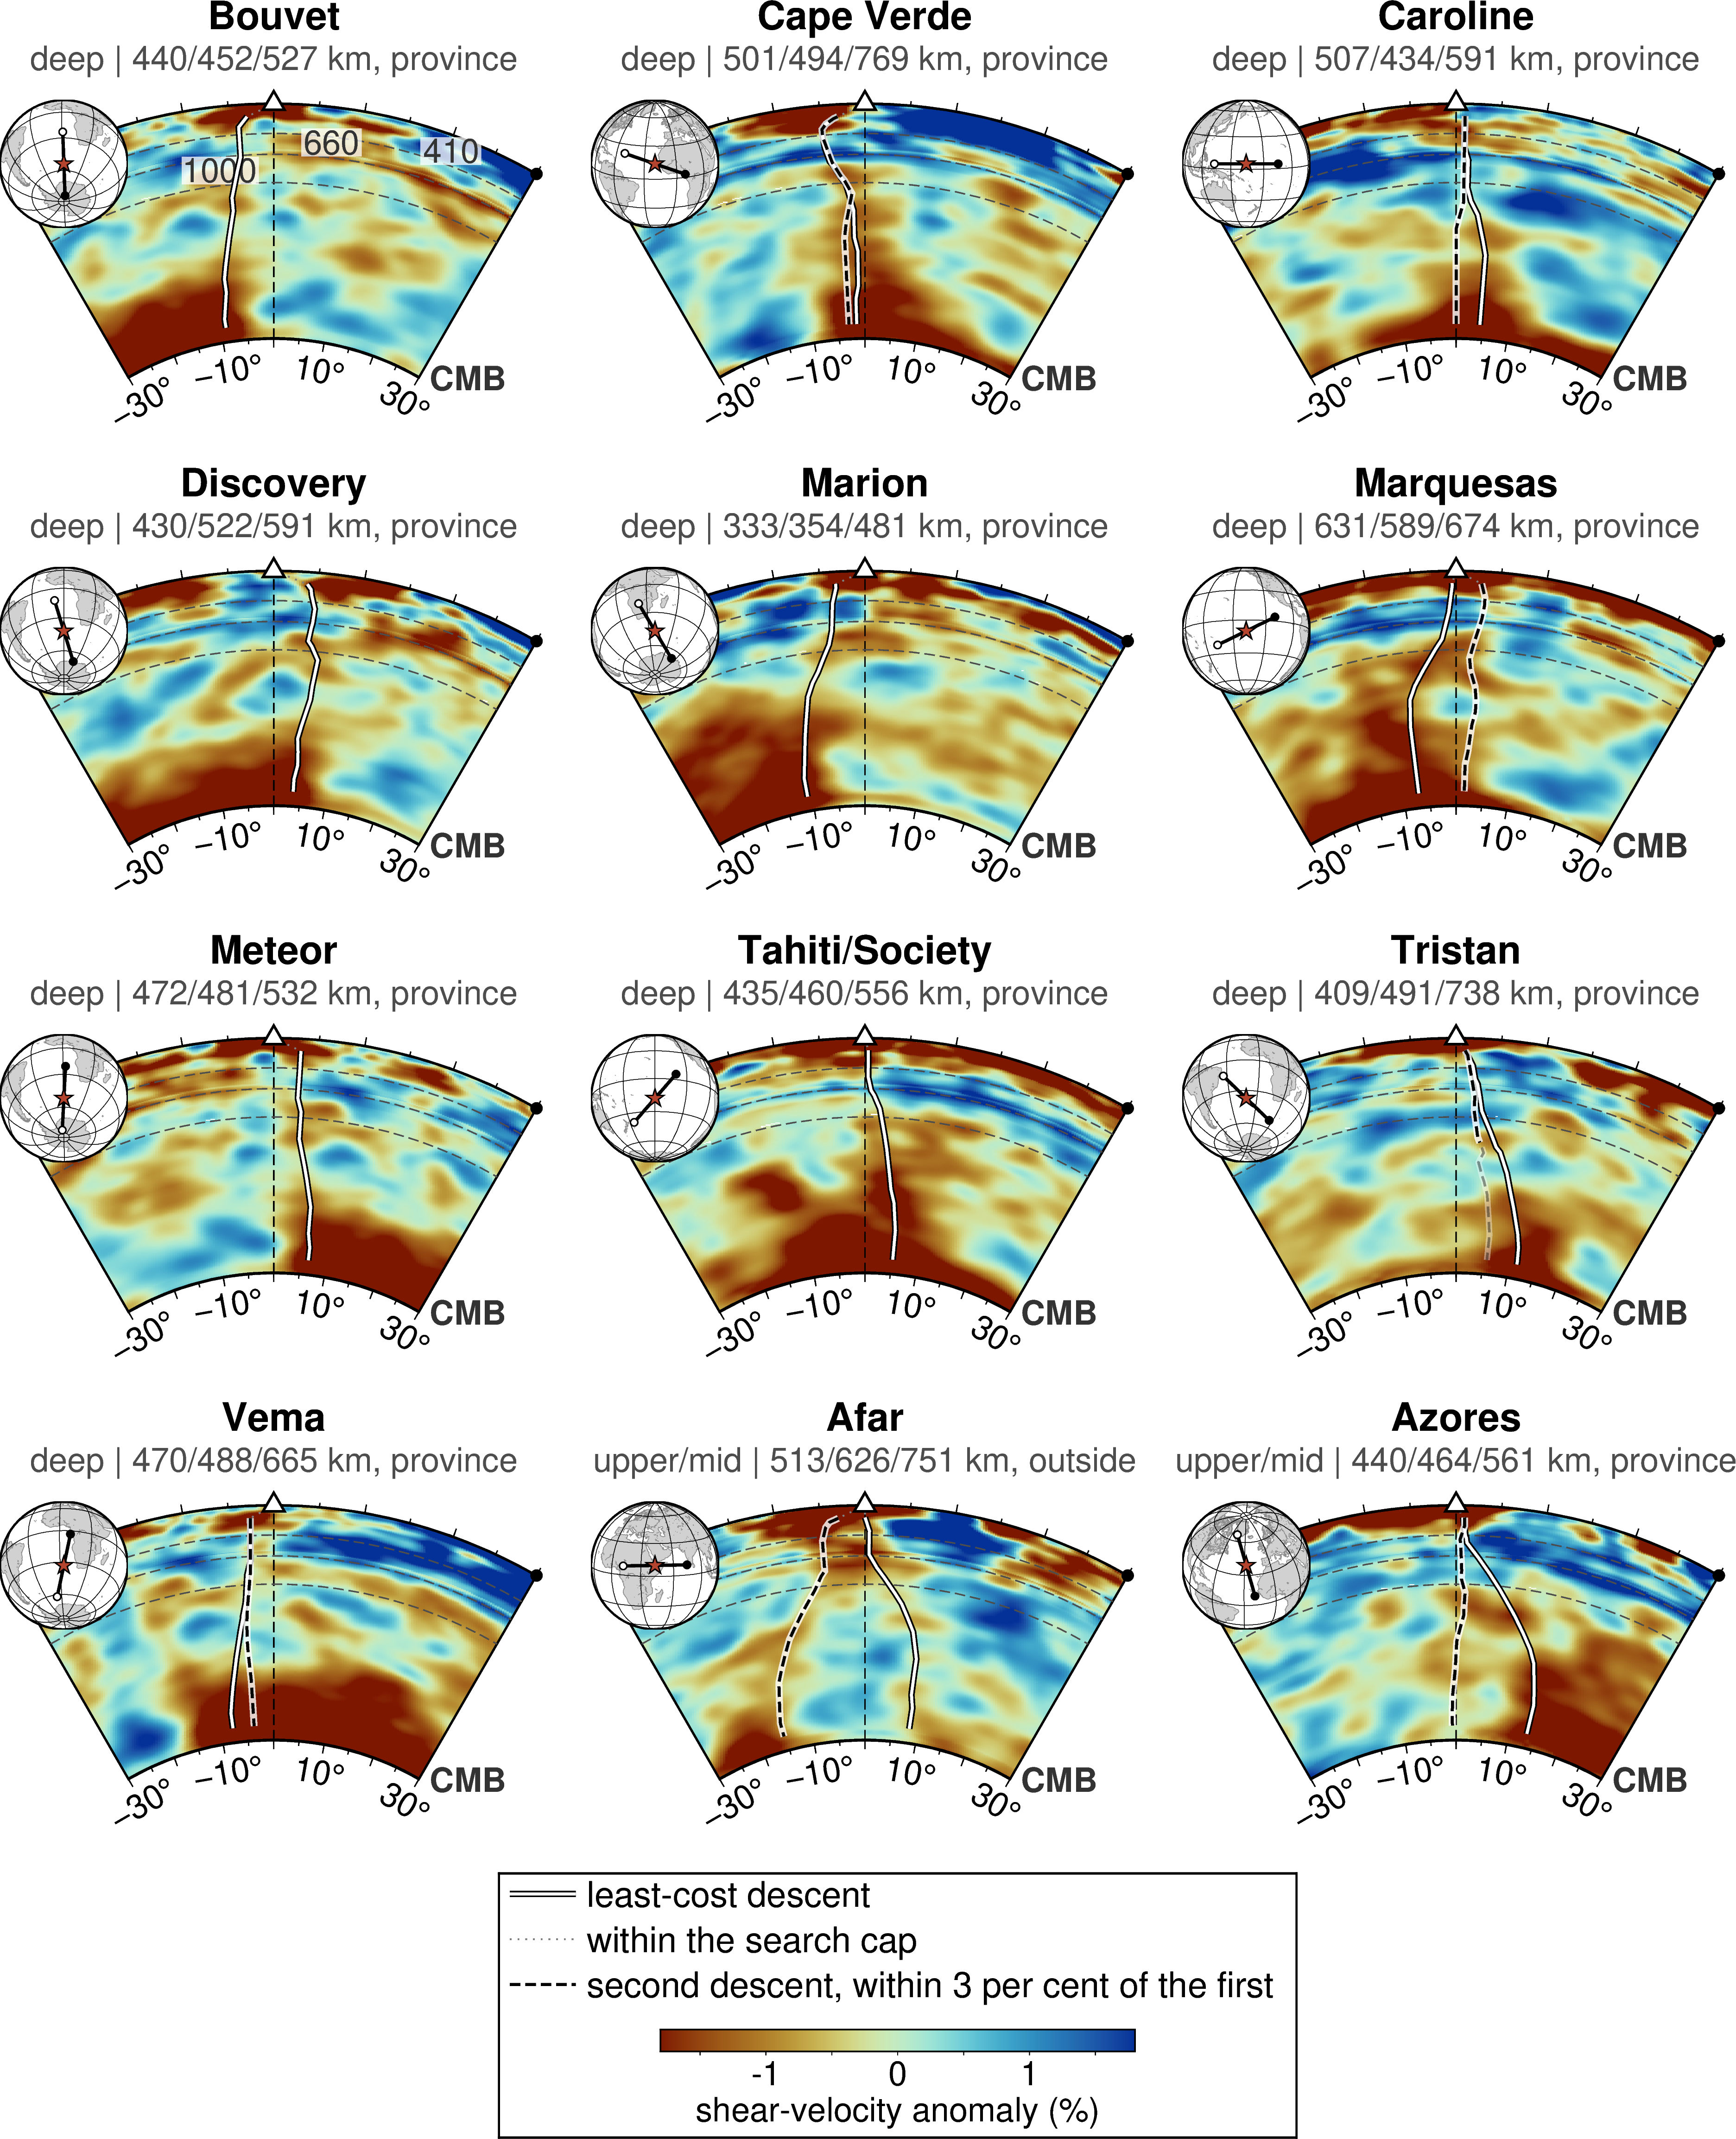 Bouvet
deep | 440/452/527 km, province
1000
660
410
−30°
−10°
10°
30°
CMB
Cape Verde
deep | 501/494/769 km, province
−30°
−10°
10°
30°
CMB
Caroline
deep | 507/434/591 km, province
−30°
−10°
10°
30°
CMB
Discovery
deep | 430/522/591 km, province
−30°
−10°
10°
30°
CMB
Marion
deep | 333/354/481 km, province
−30°
−10°
10°
30°
CMB
Marquesas
deep | 631/589/674 km, province
−30°
−10°
10°
30°
CMB
Meteor
deep | 472/481/532 km, province
−30°
−10°
10°
30°
CMB
Tahiti/Society
deep | 435/460/556 km, province
−30°
−10°
10°
30°
CMB
Tristan
deep | 409/491/738 km, province
−30°
−10°
10°
30°
CMB
Vema
deep | 470/488/665 km, province
−30°
−10°
10°
30°
CMB
Afar
upper/mid | 513/626/751 km, outside
−30°
−10°
10°
30°
CMB
Azores
upper/mid | 440/464/561 km, province
−30°
−10°
10°
30°
CMB
least-cost descent
within the search cap
second descent, within 3 per cent of the first
-1 0 1
shear-velocity anomaly (%)